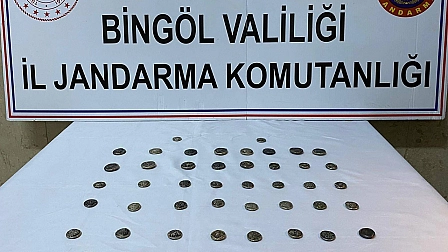 BİNGÖL VALİLİĞİ
İL JANDARMA KOMUTANLIĞI